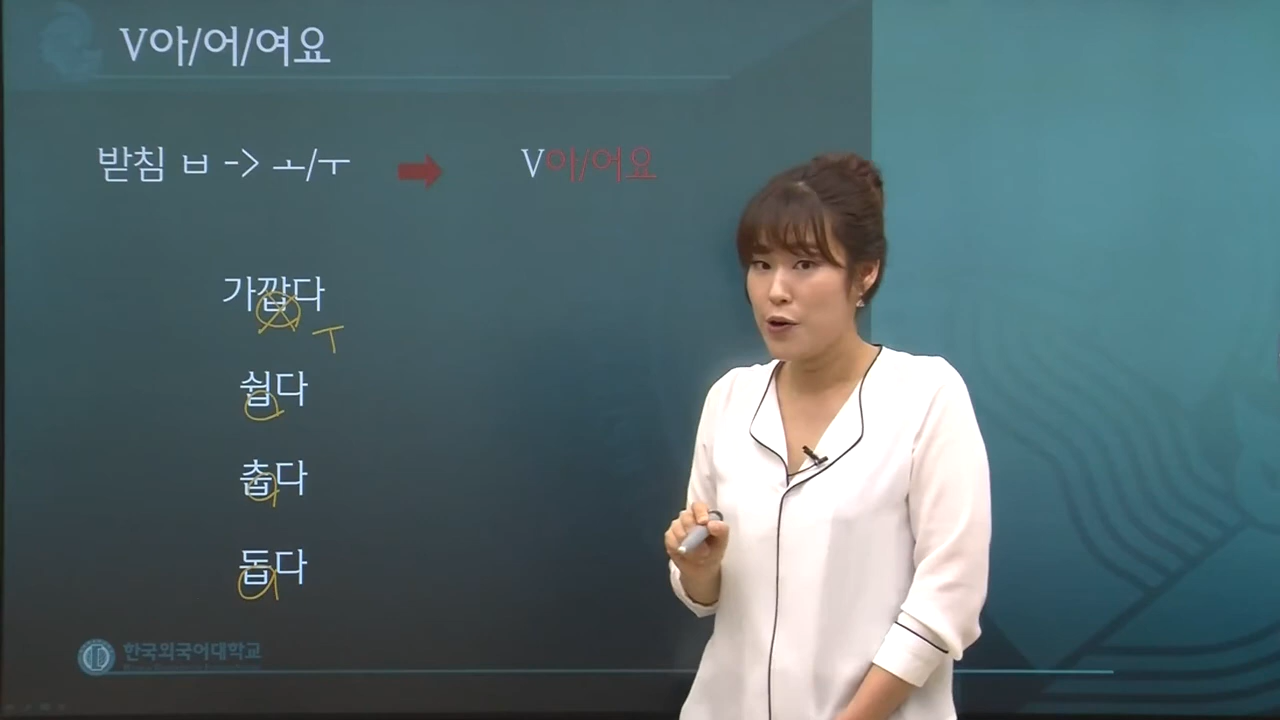 V아/어/여요
받침 ㅂ -> ㅗ/ㅜ
V아/어요
가깝다
ㅜ
쉽다
춥다
돕다
한국외국어대학교